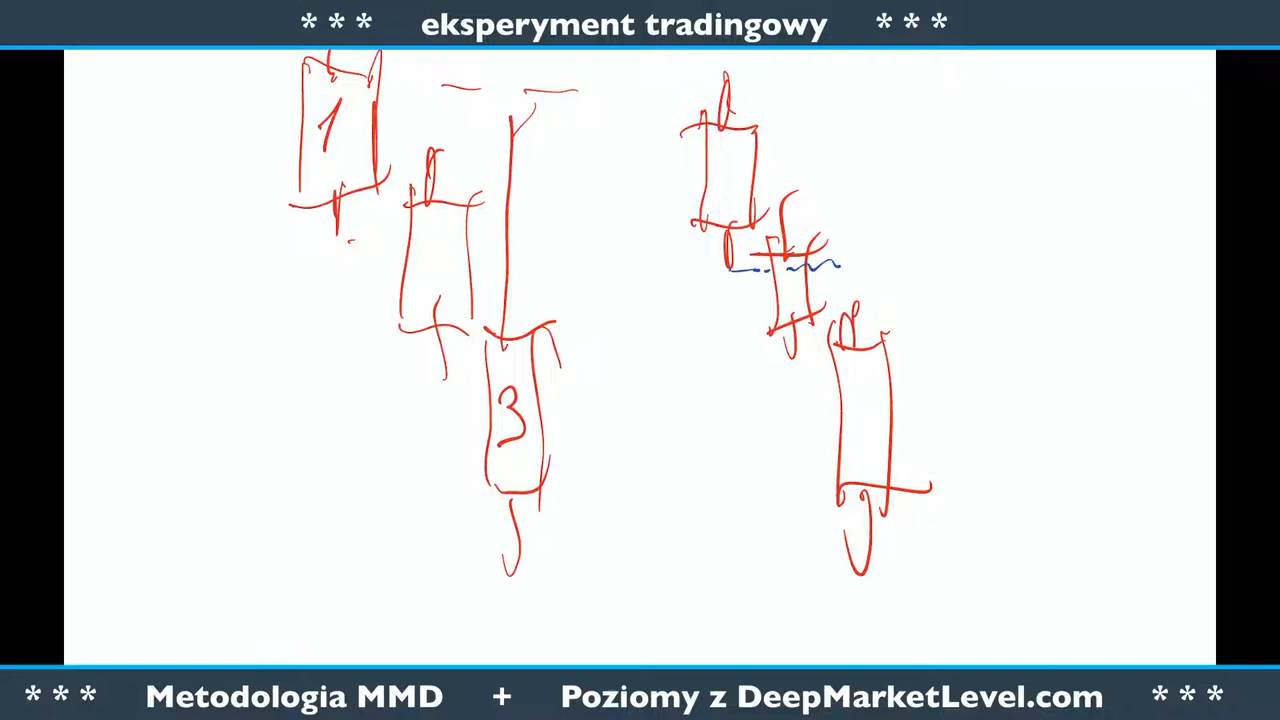 * * * eksperyment tradingowy * * *
1
3
* * * Metodologia MMD + Poziomy z DeepMarketLevel.com * * *